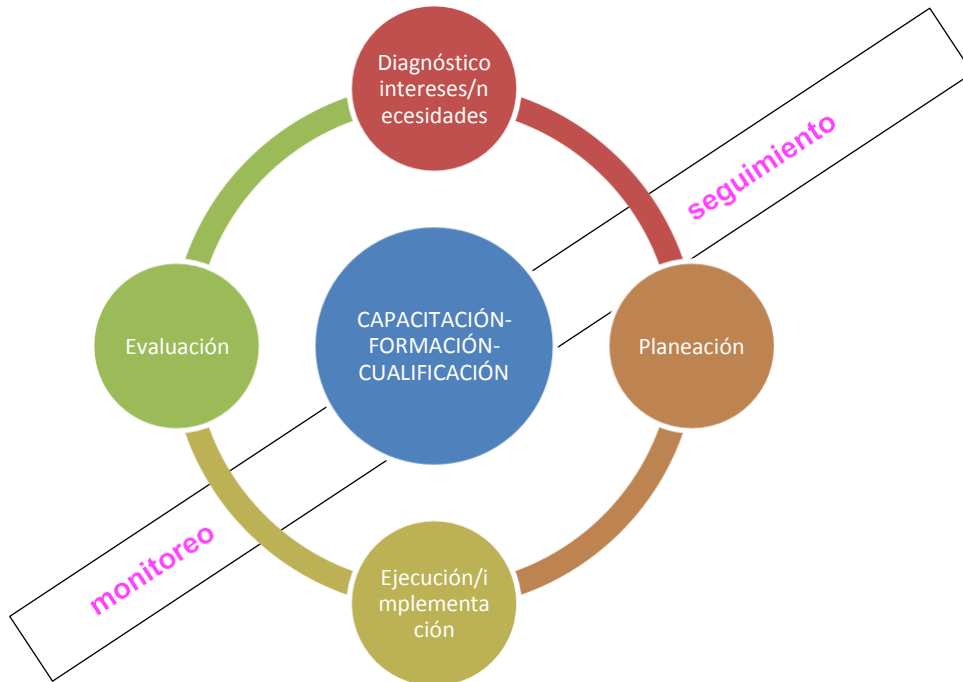 Diagnóstico
intereses/n
ecesidades
seguimiento
CAPACITACIÓN-
FORMACIÓN-
CUALIFICACIÓN
Evaluación
Planeación
monitoreo
Ejecución/i
mplementa
ción